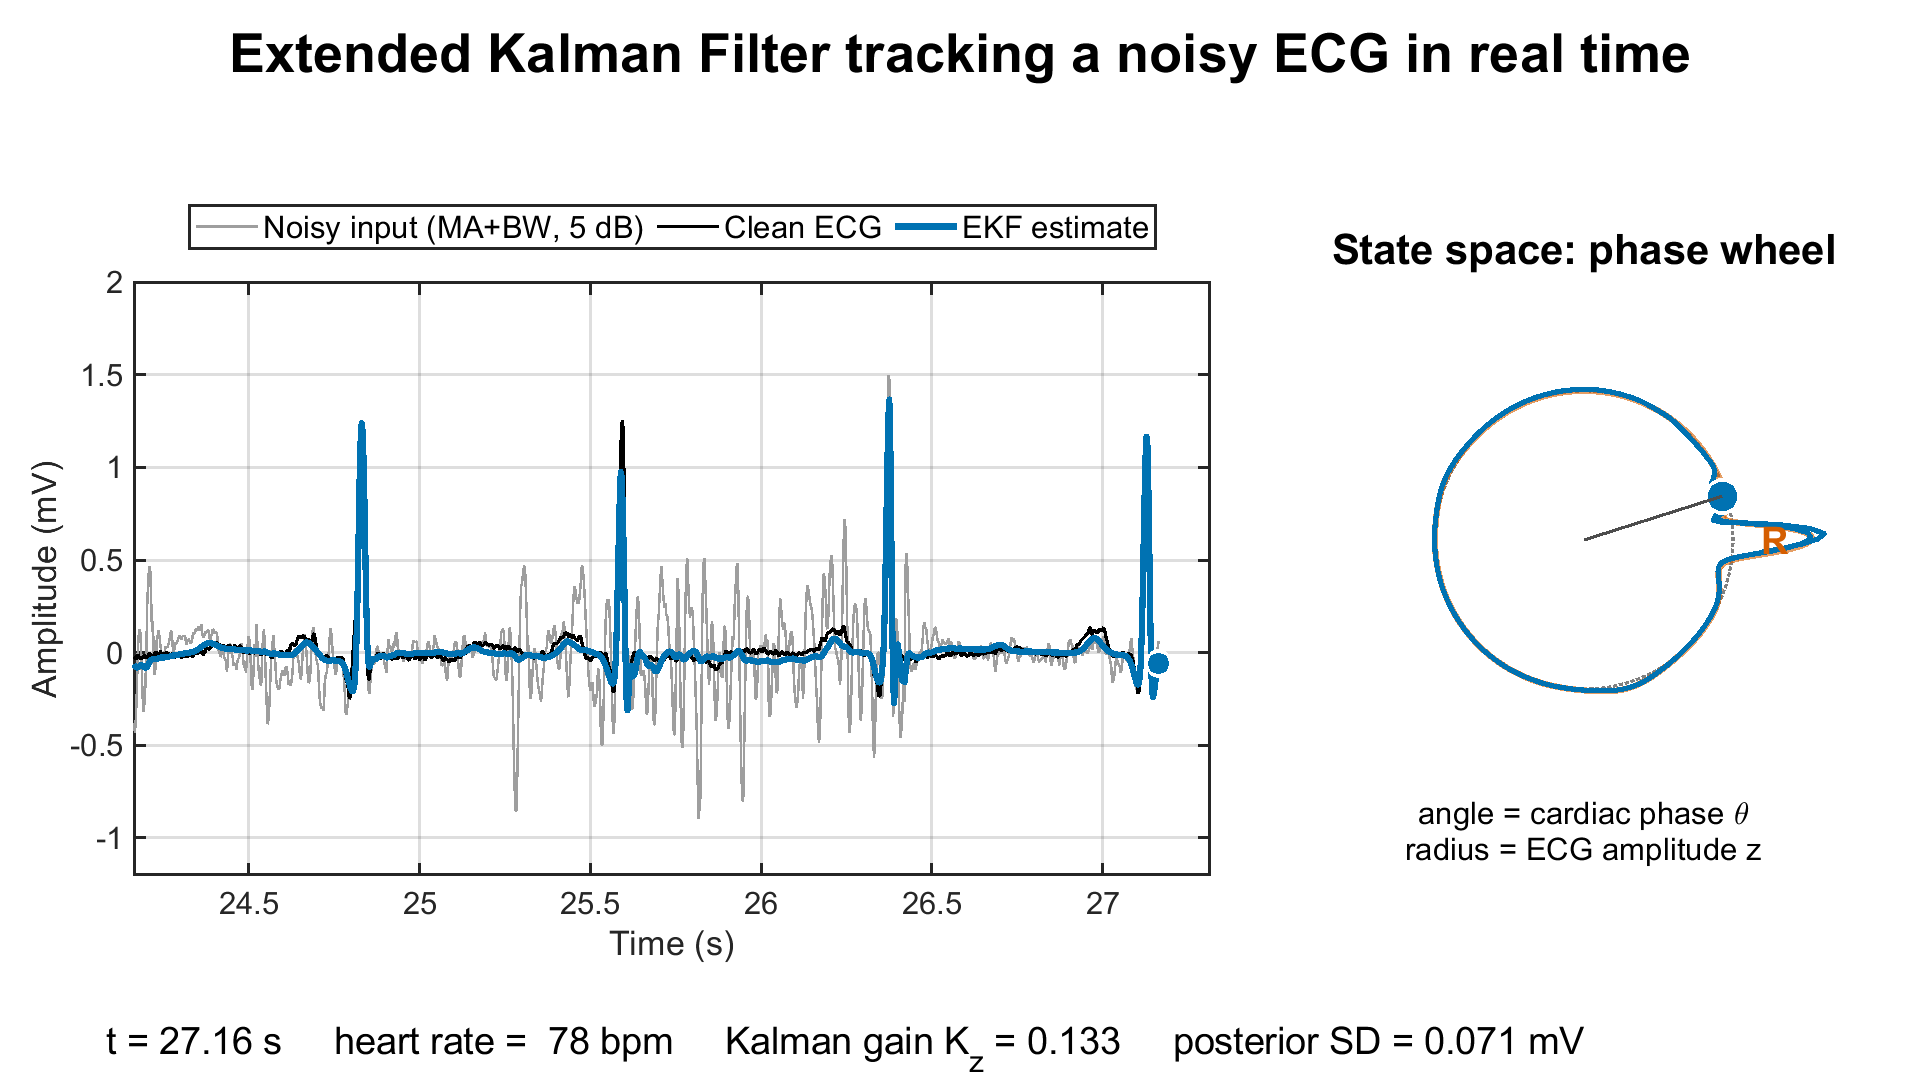 Extended Kalman Filter tracking a noisy ECG in real time
Noisy input (MA+BW, 5 dB) Clean ECG EKF estimate
State space: phase wheel
2
1.5
1
0.5
0
-0.5
-1
Amplitude (mV)
24.5 25 25.5 26 26.5 27
Time (s)
R
angle = cardiac phase θ
radius = ECG amplitude z
t = 27.16 s heart rate = 78 bpm Kalman gain K_z = 0.133 posterior SD = 0.071 mV